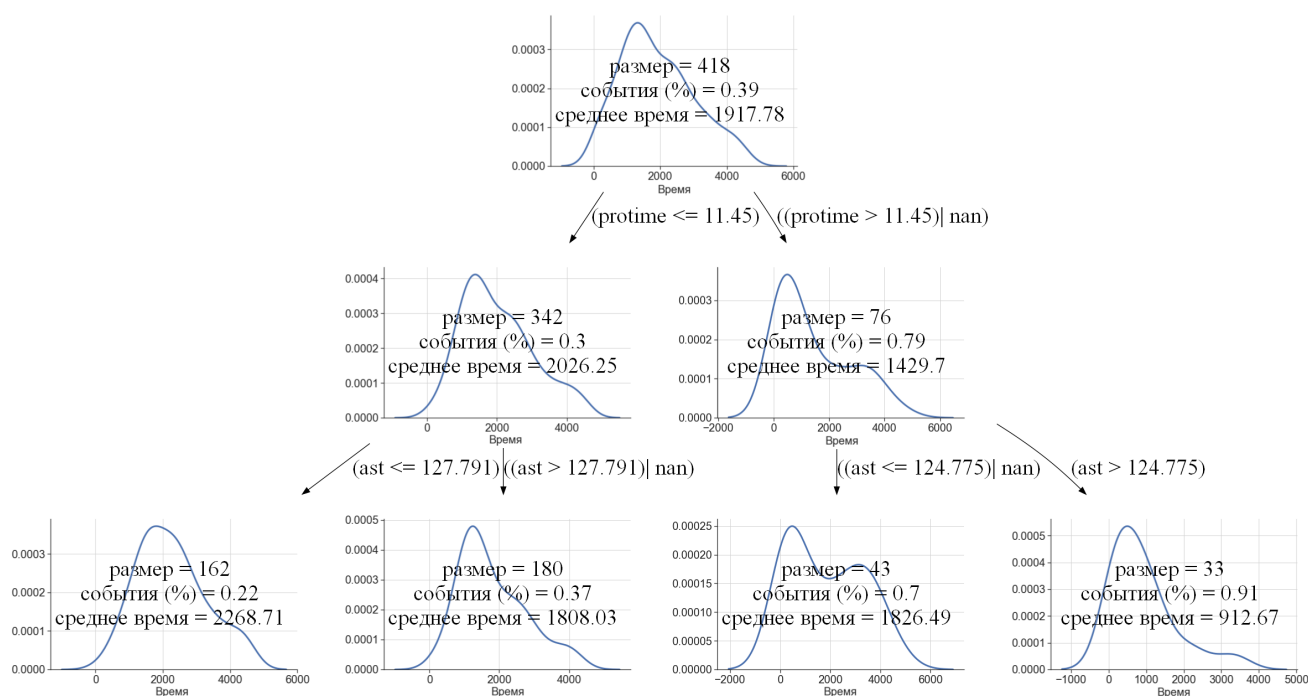 0.0003
0.0002
0.0001
0.0000
размер = 418
события (%) = 0.39
среднее время = 1917.78
0 2000 4000 6000
Время
(protime <= 11.45) ((protime > 11.45)| nan)
0.0004
0.0003
0.0002
0.0001
0.0000
размер = 342
события (%) = 0.3
среднее время = 2026.25
0 2000 4000
Время
0.0003
0.0002
0.0001
0.0000
размер = 76
события (%) = 0.79
среднее время = 1429.7
−2000 0 2000 4000 6000
Время
(ast <= 127.791) ((ast > 127.791)| nan) ((ast <= 124.775)| nan) (ast > 124.775)
0.0003
0.0002
0.0001
0.0000
размер = 162
события (%) = 0.22
среднее время = 2268.71
0 2000 4000 6000
Время
0.0005
0.0004
0.0003
0.0002
0.0001
0.0000
размер = 180
события (%) = 0.37
среднее время = 1808.03
0 2000 4000
Время
0.00025
0.00020
0.00015
0.00010
0.00005
0.00000
размер = 43
события (%) = 0.7
среднее время = 1826.49
−2000 0 2000 4000 6000
Время
0.0005
0.0004
0.0003
0.0002
0.0001
0.0000
размер = 33
события (%) = 0.91
среднее время = 912.67
−1000 0 1000 2000 3000 4000 5000
Время